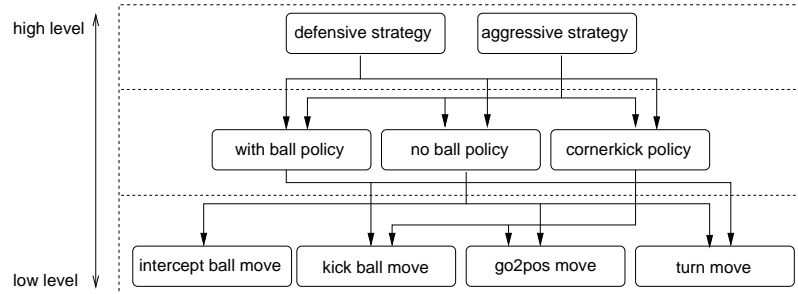 high level
defensive strategy
aggressive strategy
with ball policy
no ball policy
cornerkick policy
intercept ball move
kick ball move
go2pos move
turn move
low level